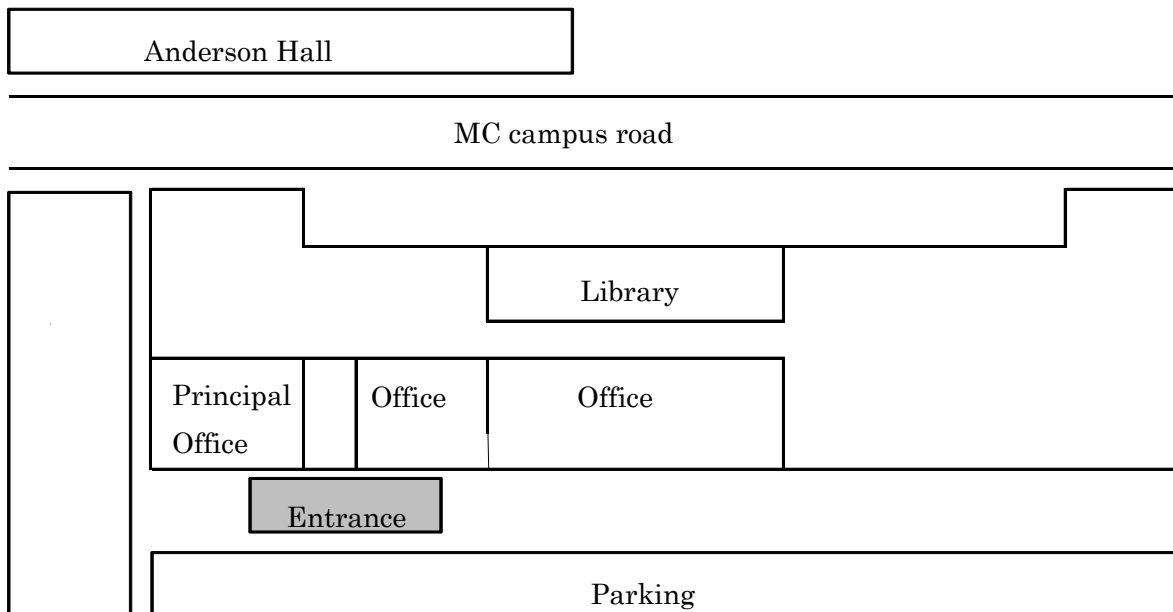 Anderson Hall
MC campus road
Library
Principal
Office
Office
Office
Entrance
Parking